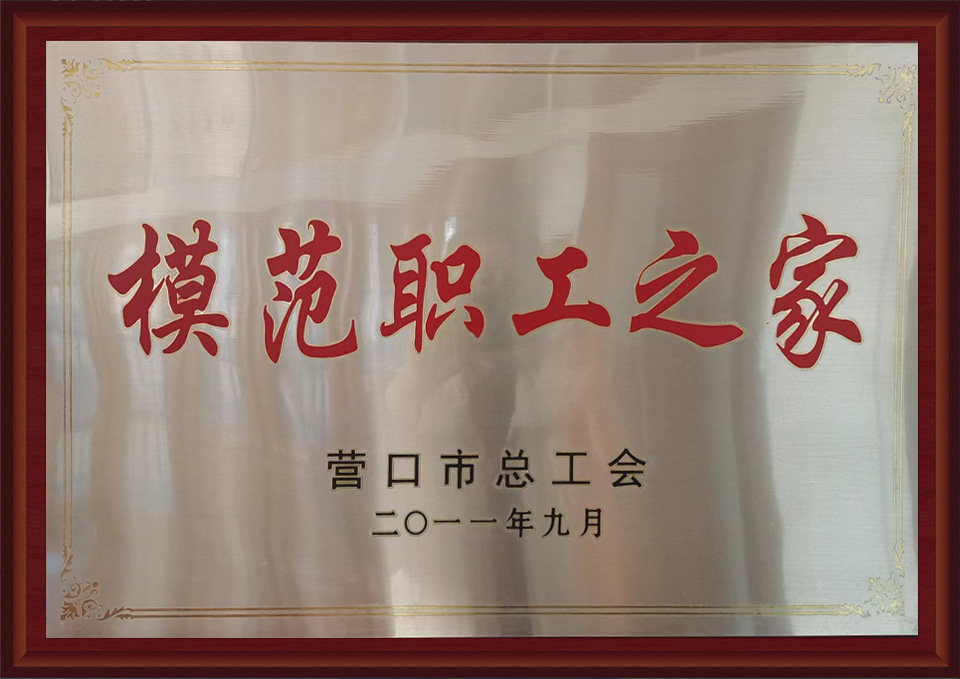 模范职工之家
营口市总工会
二〇一一年九月